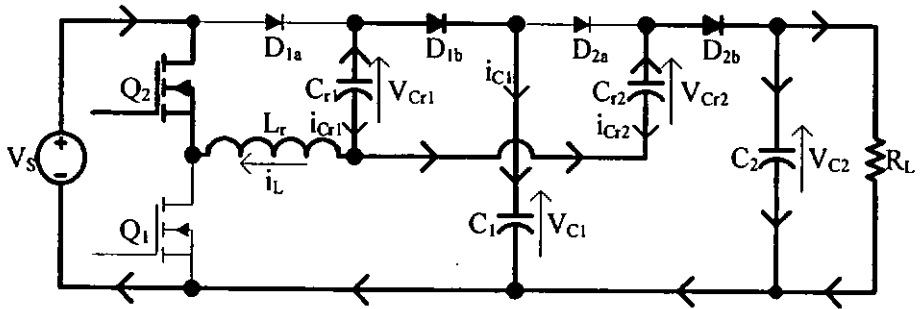 D1a
D1b
D2a
D2b
Q2
Cr1
VCr1
iC1
Cr2
VCr2
Lr
iCr1
iCr2
VS
iL
C2
VC2
RL
Q1
C1
VC1